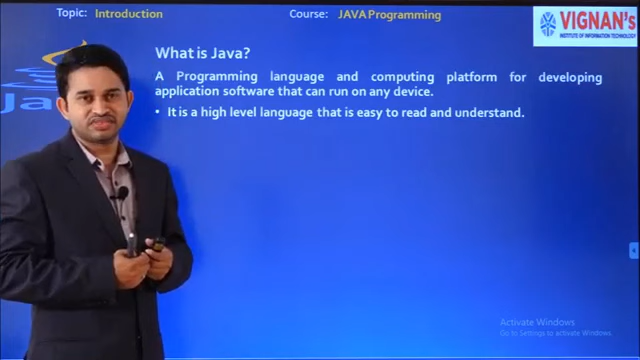 Topic: Introduction
Course: JAVA Programming
VIGNAN's
INSTITUTE OF INFORMATION TECHNOLOGY
What is Java?
A Programming language and computing platform for developing
application software that can run on any device.
▪ It is a high level language that is easy to read and understand.
Activate Windows
Go to Settings to activate Windows.